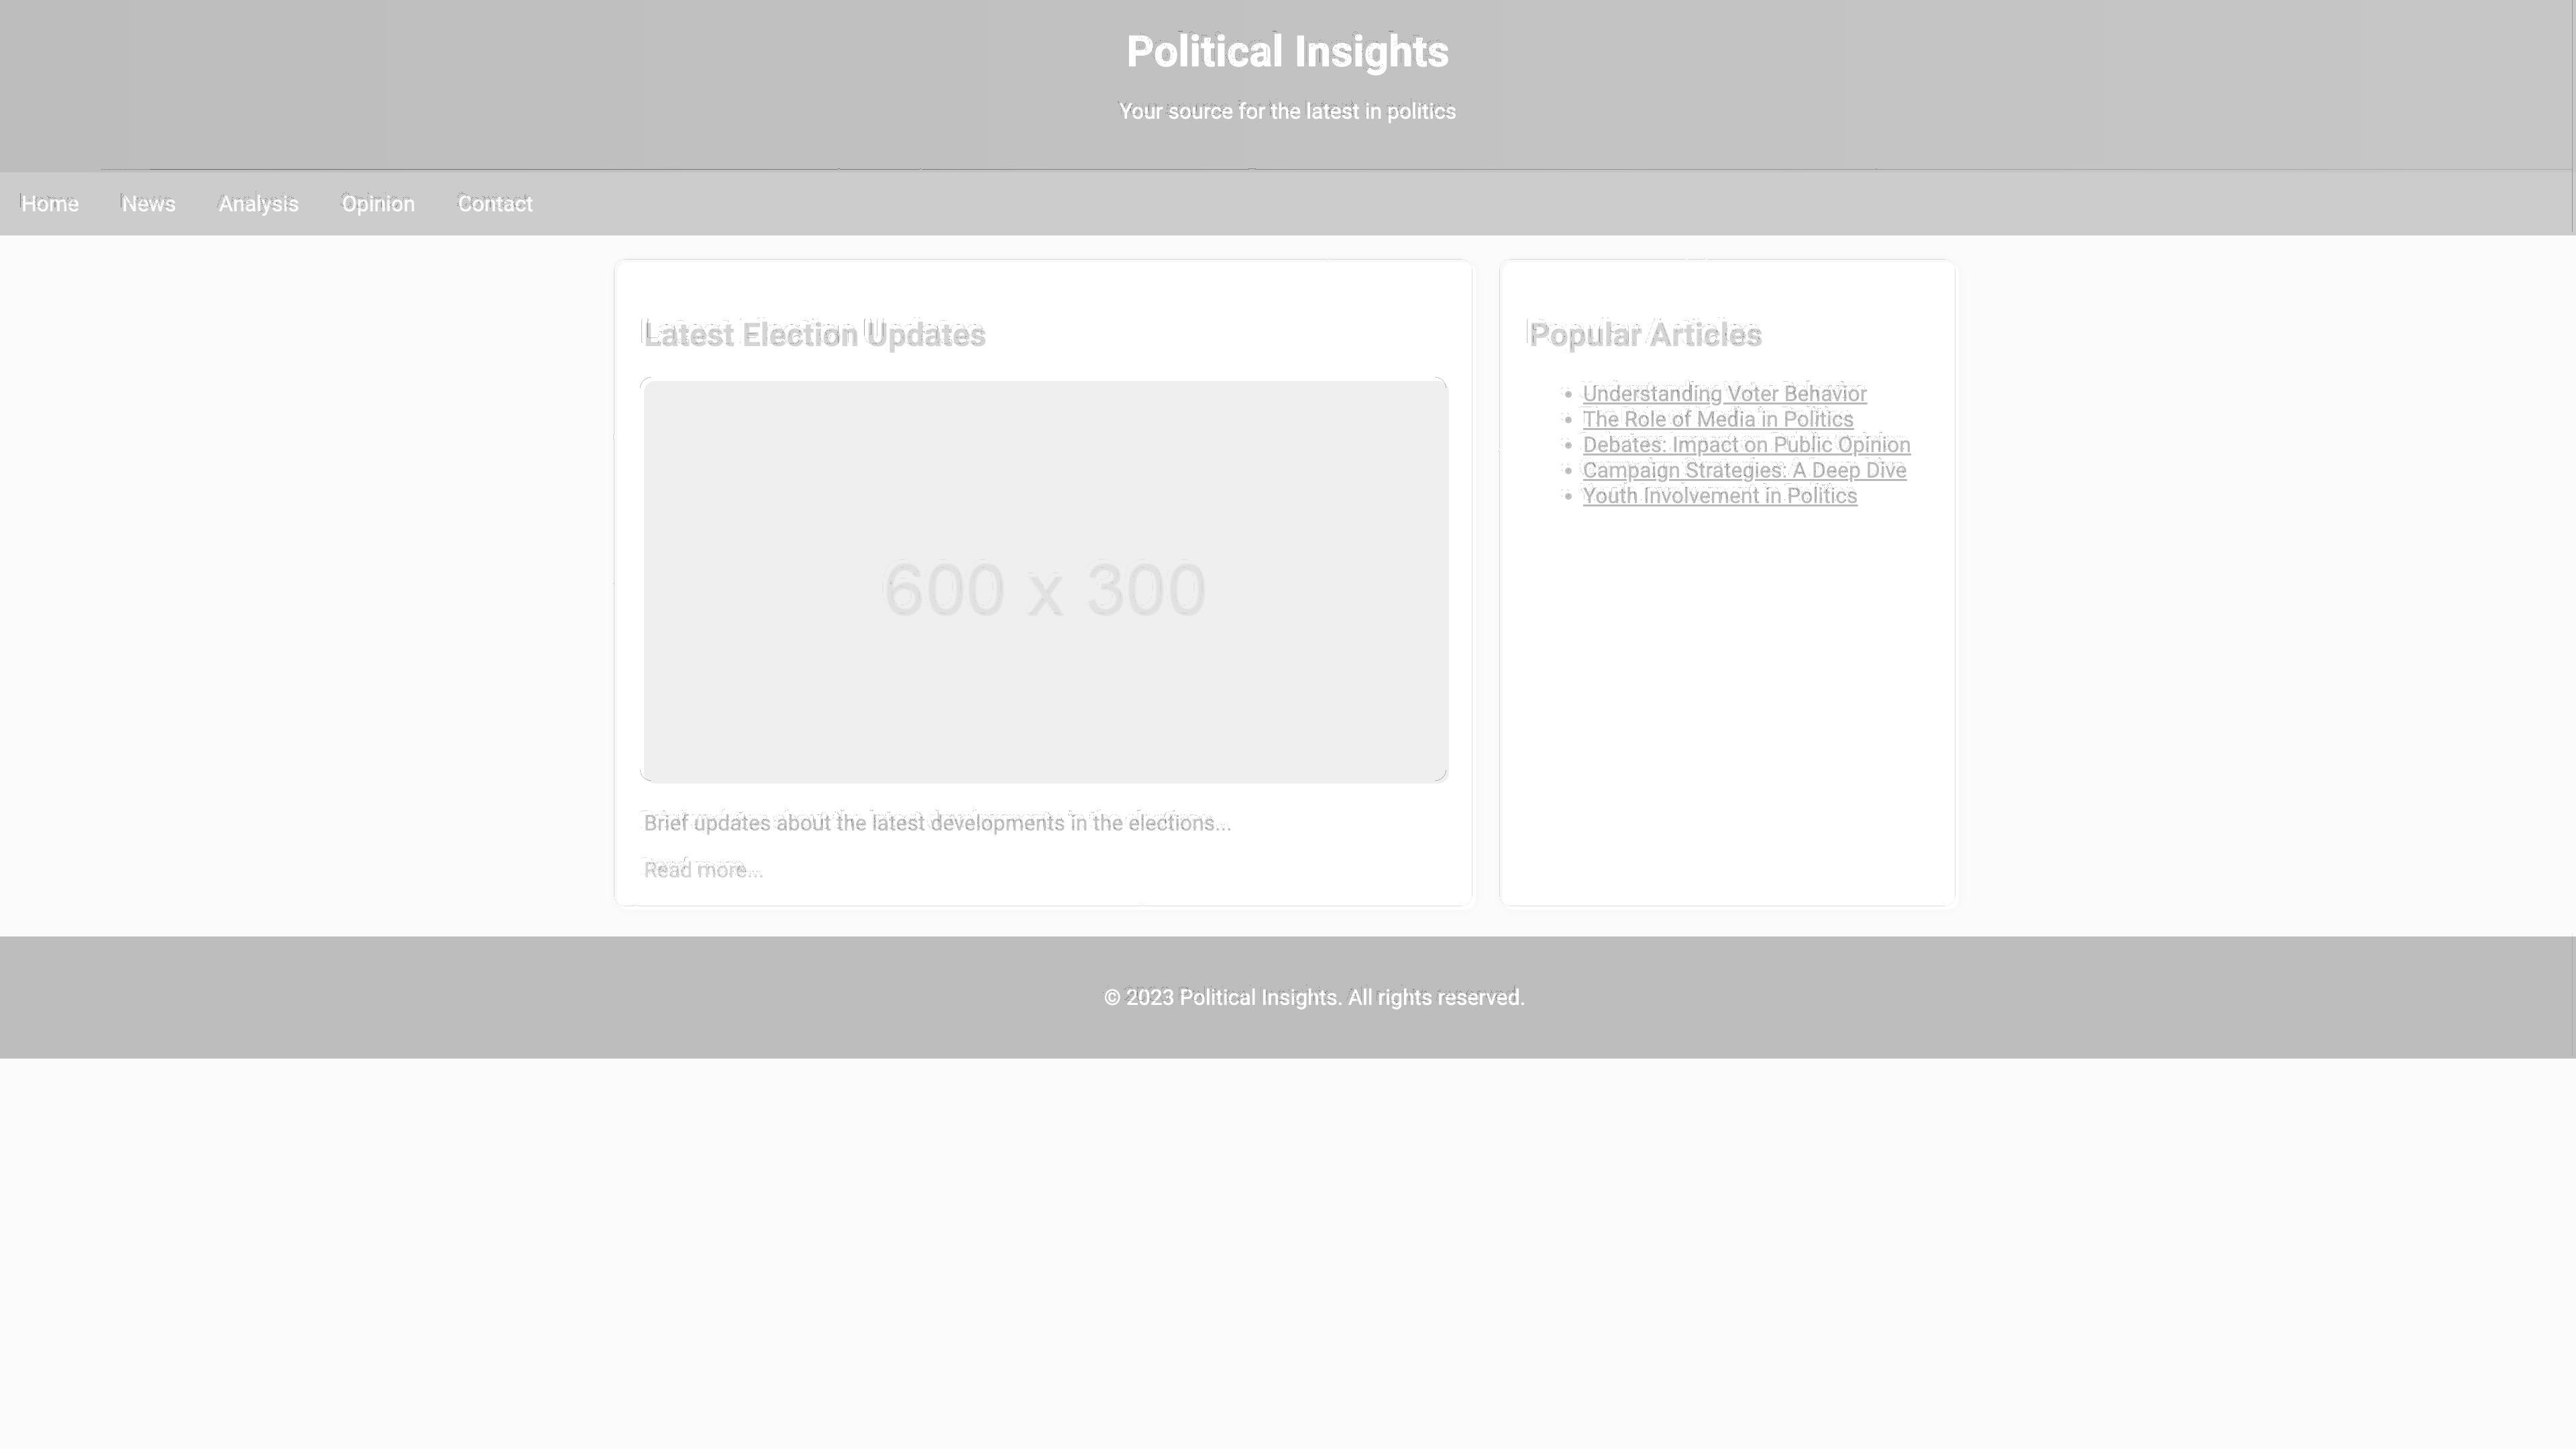 Political Insights
Your source for the latest in politics
Home News Analysis Opinion Contact
Latest Election Updates
600 x 300
Brief updates about the latest developments in the elections...
Read more...
Popular Articles
Understanding Voter Behavior
The Role of Media in Politics
Debates: Impact on Public Opinion
Campaign Strategies: A Deep Dive
Youth Involvement in Politics
© 2023 Political Insights. All rights reserved.